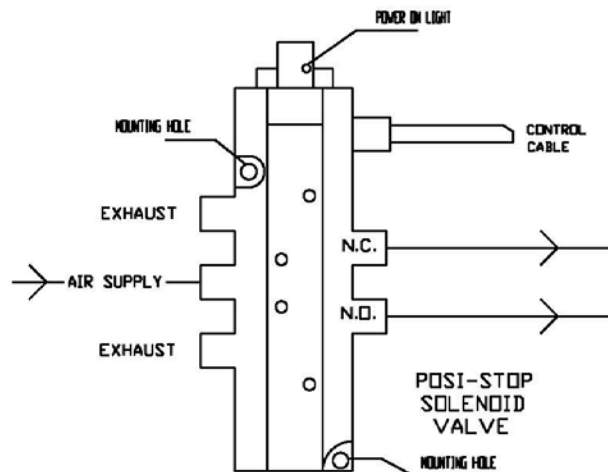 POWER ON LIGHT
MOUNTING HOLE
CONTROL
CABLE
EXHAUST
N.C.
AIR SUPPLY
N.O.
EXHAUST
POSI-STOP
SOLENOID
VALVE
MOUNTING HOLE